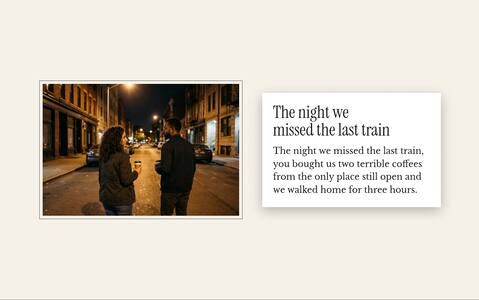 The night we
missed the last train
The night we missed the last train,
you bought us two terrible coffees
from the only place still open and
we walked home for three hours.